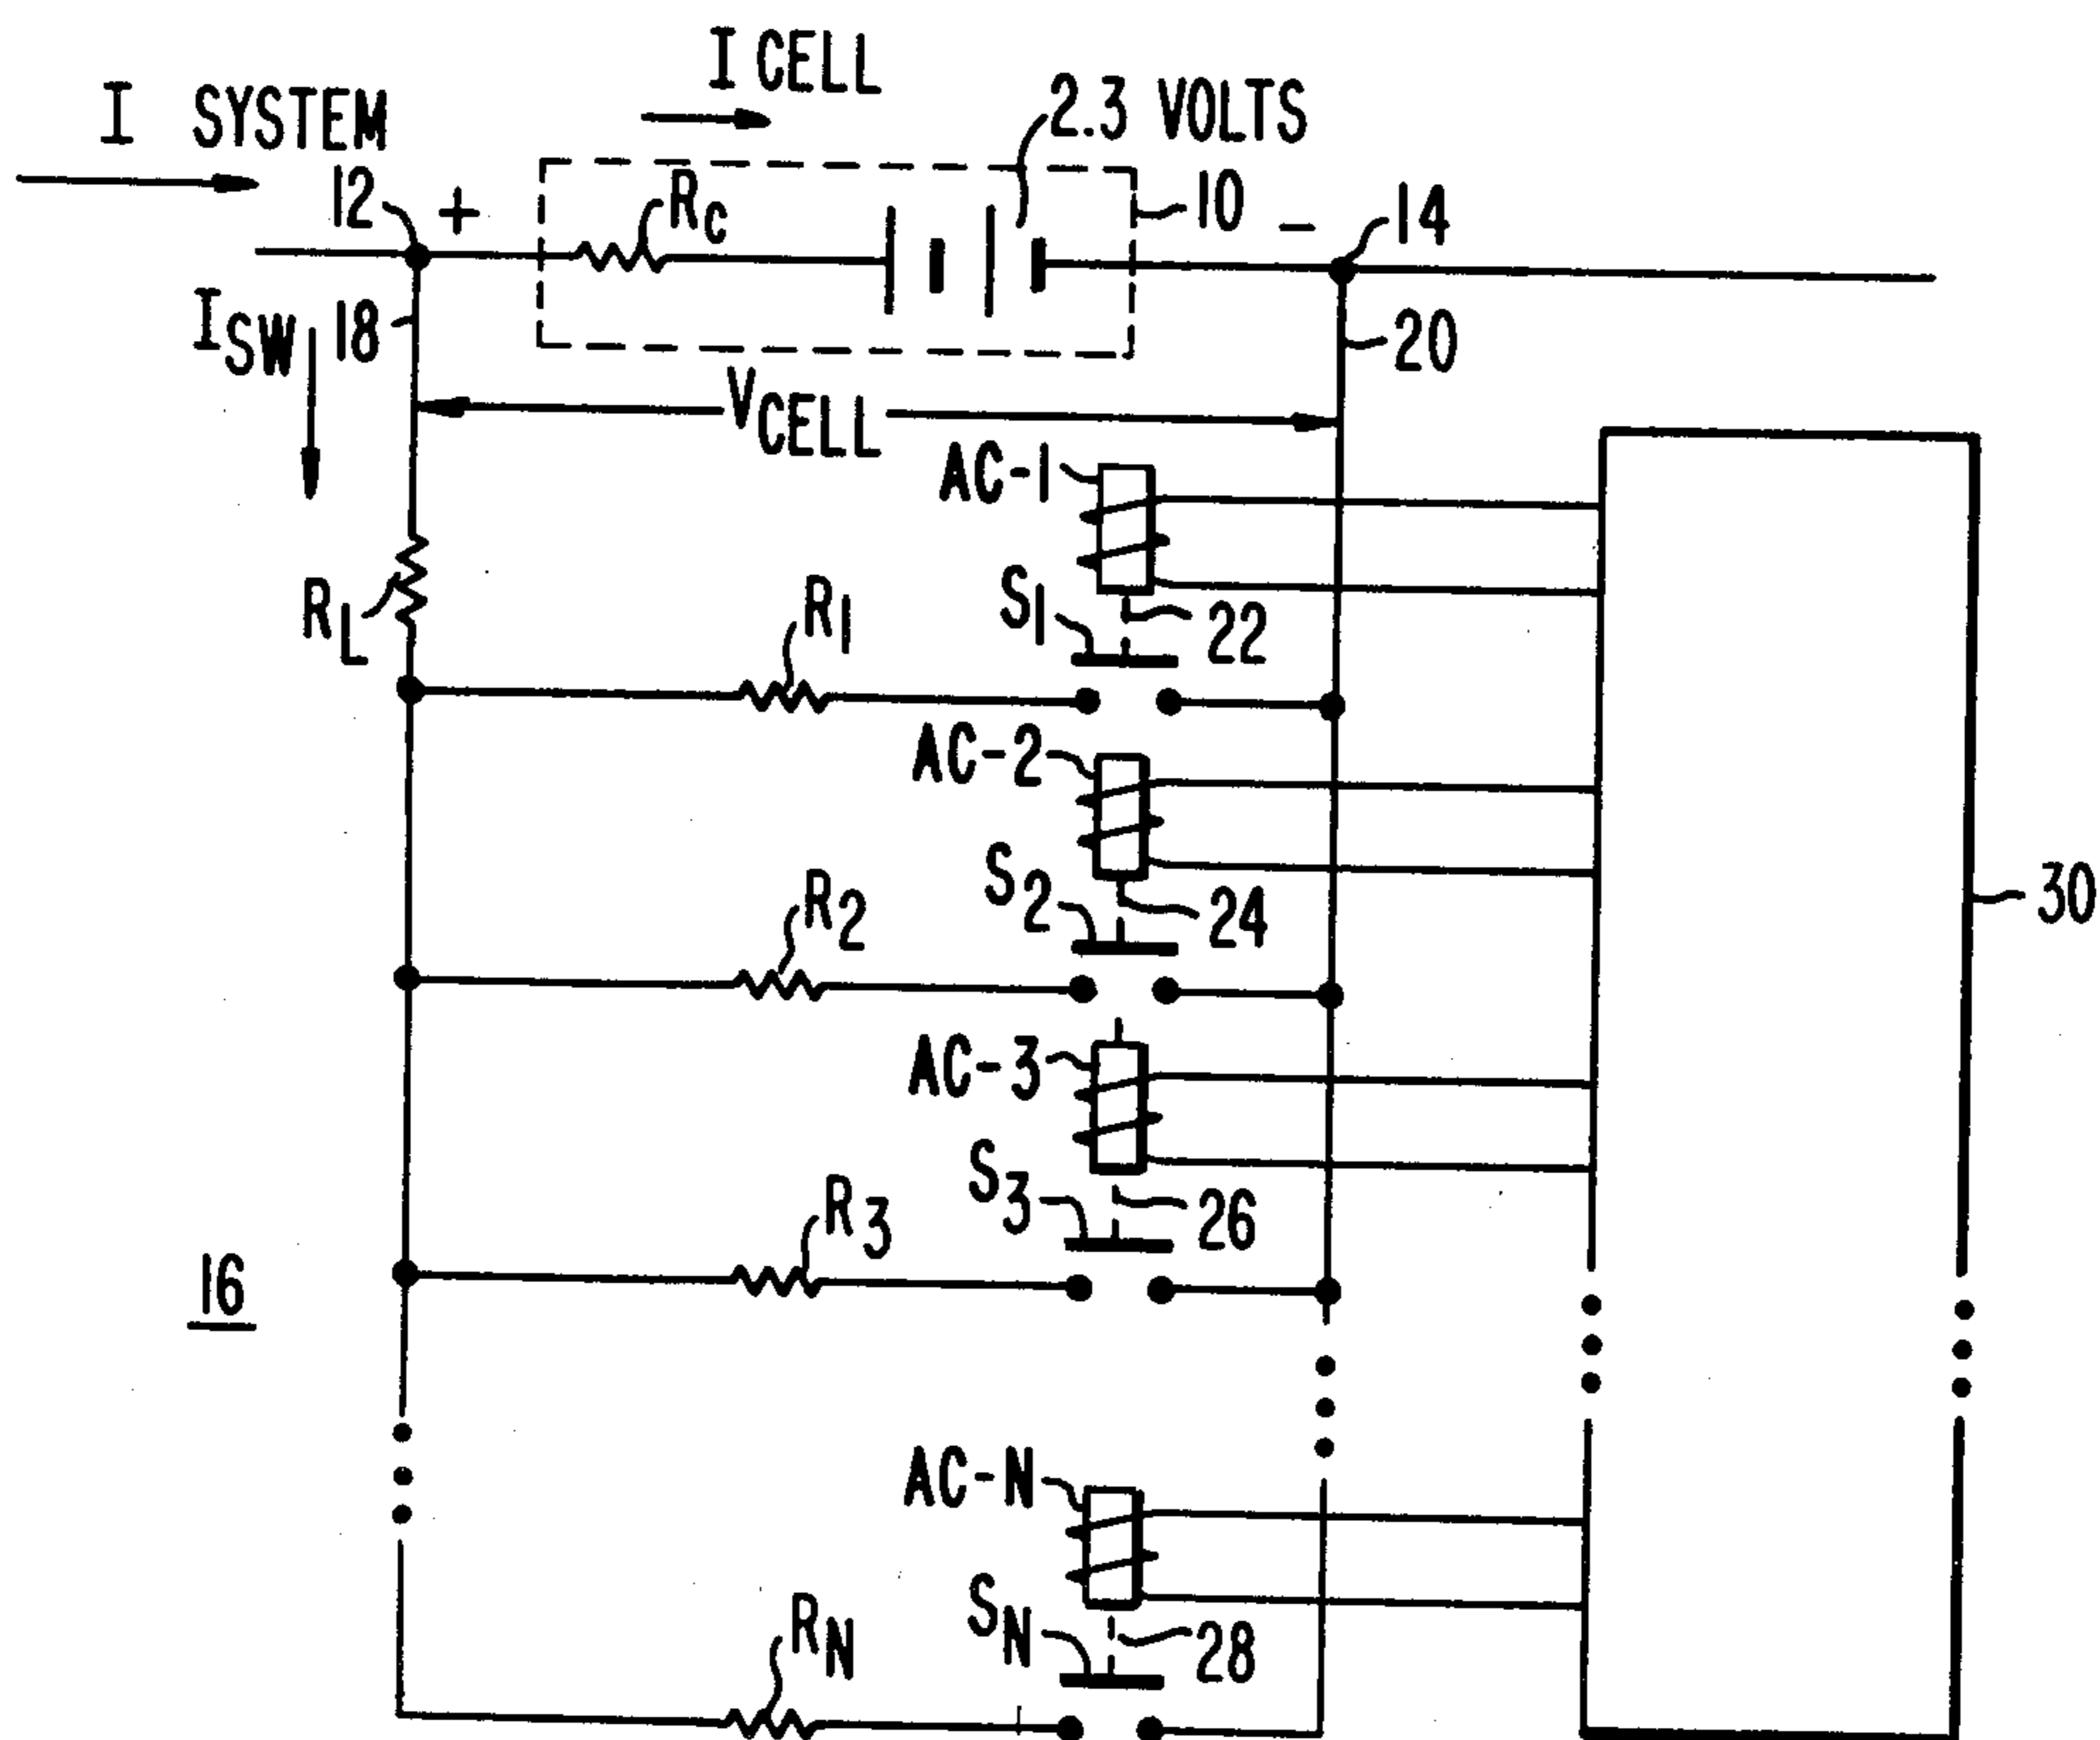 I CELL
I SYSTEM
2.3 VOLTS
12
+
RC
10
-
14
ISW
18
20
VCELL
AC-1
RL
R1
S1
22
AC-2
R2
S2
24
30
AC-3
R3
S3
26
16
AC-N
RN
SN
28